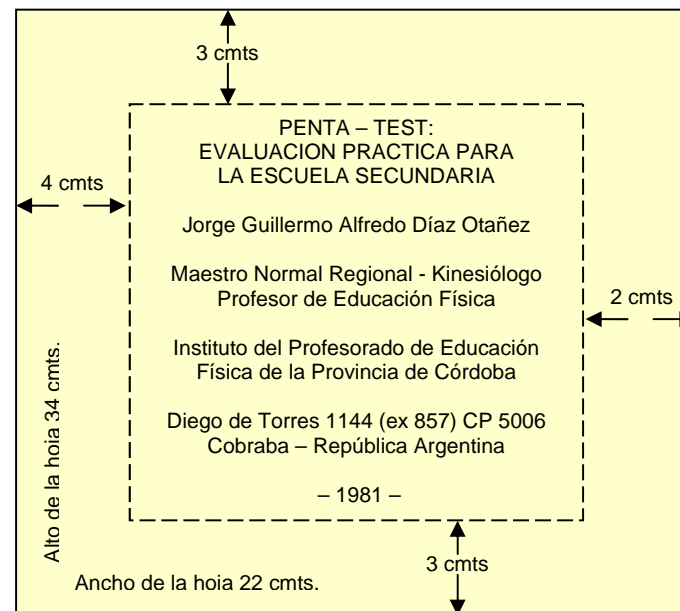 3 cmts
PENTA – TEST:
EVALUACION PRACTICA PARA
LA ESCUELA SECUNDARIA
4 cmts
Jorge Guillermo Alfredo Díaz Otañez
Maestro Normal Regional - Kinesiólogo
Profesor de Educación Física
2 cmts
Instituto del Profesorado de Educación
Física de la Provincia de Córdoba
Diego de Torres 1144 (ex 857) CP 5006
Cobraba – República Argentina
– 1981 –
Alto de la hoia 34 cmts.
3 cmts
Ancho de la hoia 22 cmts.